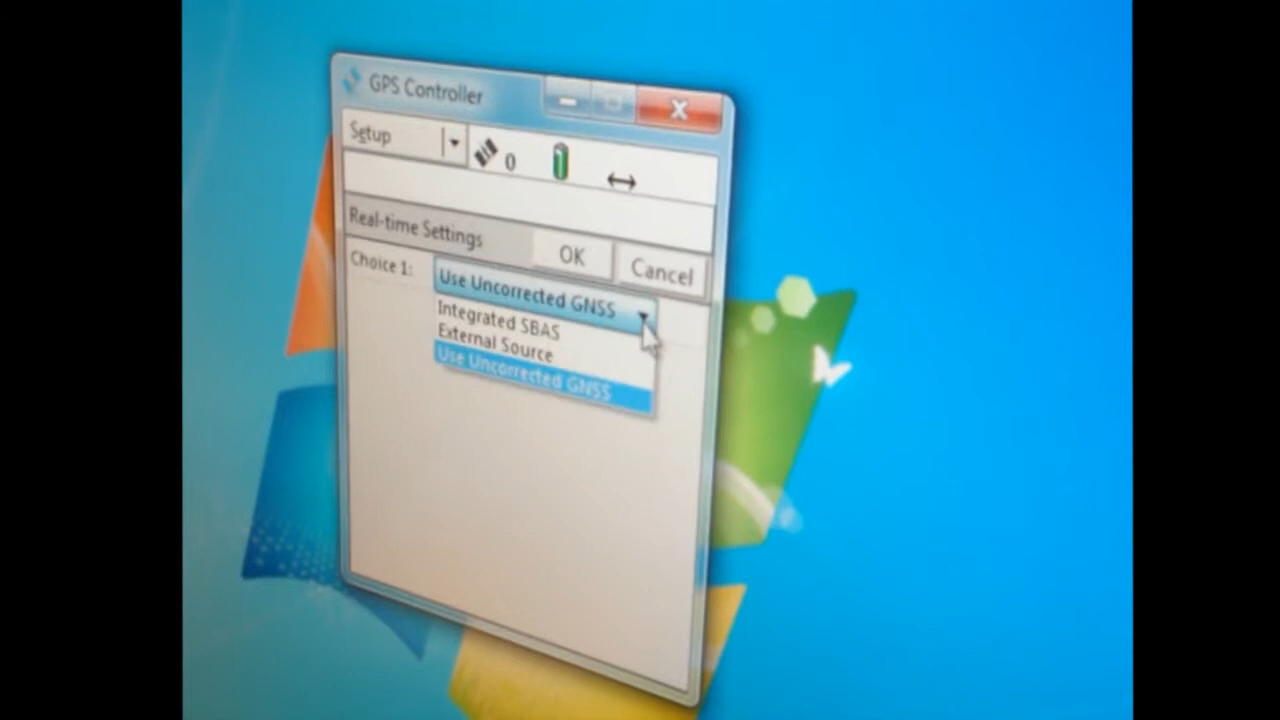 GPS Controller
Setup
0
Real-time Settings
OK
Cancel
Choice 1:
Use Uncorrected GNSS
Integrated SBAS
External Source
Use Uncorrected GNSS